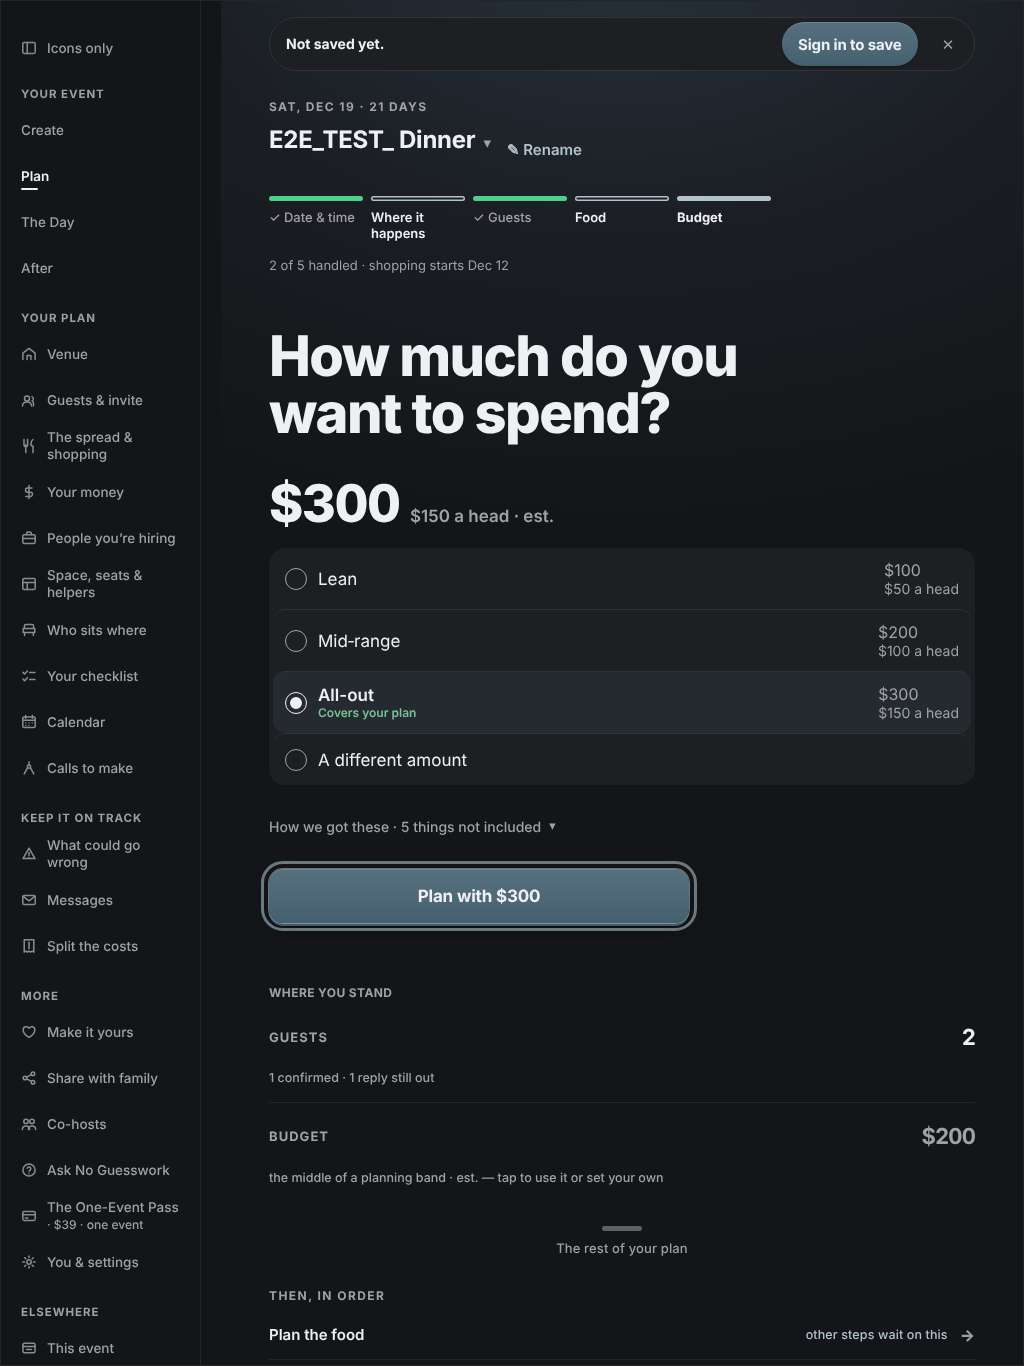 Icons only
YOUR EVENT
Create
Plan
The Day
After
YOUR PLAN
Venue
Guests & invite
The spread &
shopping
Your money
People you're hiring
Space, seats &
helpers
Who sits where
Your checklist
Calendar
Calls to make
KEEP IT ON TRACK
What could go
wrong
Messages
Split the costs
MORE
Make it yours
Share with family
Co-hosts
Ask No Guesswork
The One-Event Pass
· $39 · one event
You & settings
ELSEWHERE
This event
Not saved yet.
Sign in to save ×
SAT, DEC 19 · 21 DAYS
E2E_TEST_ Dinner ▾ ✎ Rename
✓ Date & time
Where it
happens
✓ Guests
Food
Budget
2 of 5 handled · shopping starts Dec 12
How much do you
want to spend?
$300 $150 a head · est.
Lean
$100
$50 a head
Mid-range
$200
$100 a head
All-out
Covers your plan
$300
$150 a head
A different amount
How we got these · 5 things not included ▾
Plan with $300
WHERE YOU STAND
GUESTS 2
1 confirmed · 1 reply still out
BUDGET $200
the middle of a planning band · est. — tap to use it or set your own
The rest of your plan
THEN, IN ORDER
Plan the food other steps wait on this →